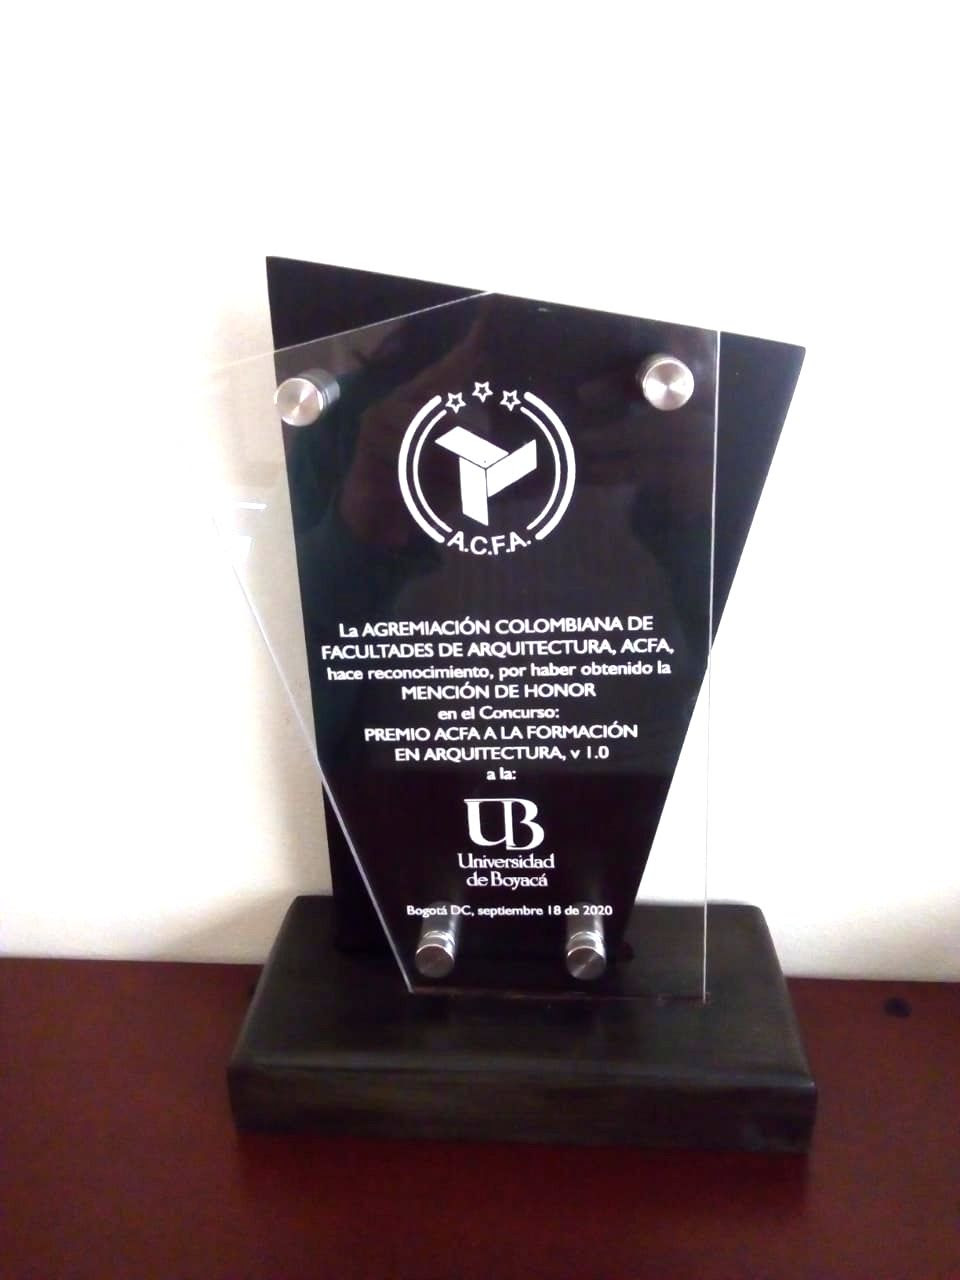 A.C.F.A.
La AGREMIACIÓN COLOMBIANA DE
FACULTADES DE ARQUITECTURA, ACFA,
hace reconocimiento, por haber obtenido la
MENCIÓN DE HONOR
en el Concurso:
PREMIO ACFA A LA FORMACIÓN
EN ARQUITECTURA, v 1.0
a la:
UB
Universidad
de Boyacá
Bogotá DC, septiembre 18 de 2020